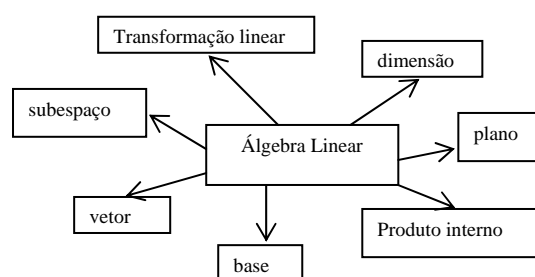 Transformação linear
dimensão
subespaço
Álgebra Linear
plano
vetor
Produto interno
base